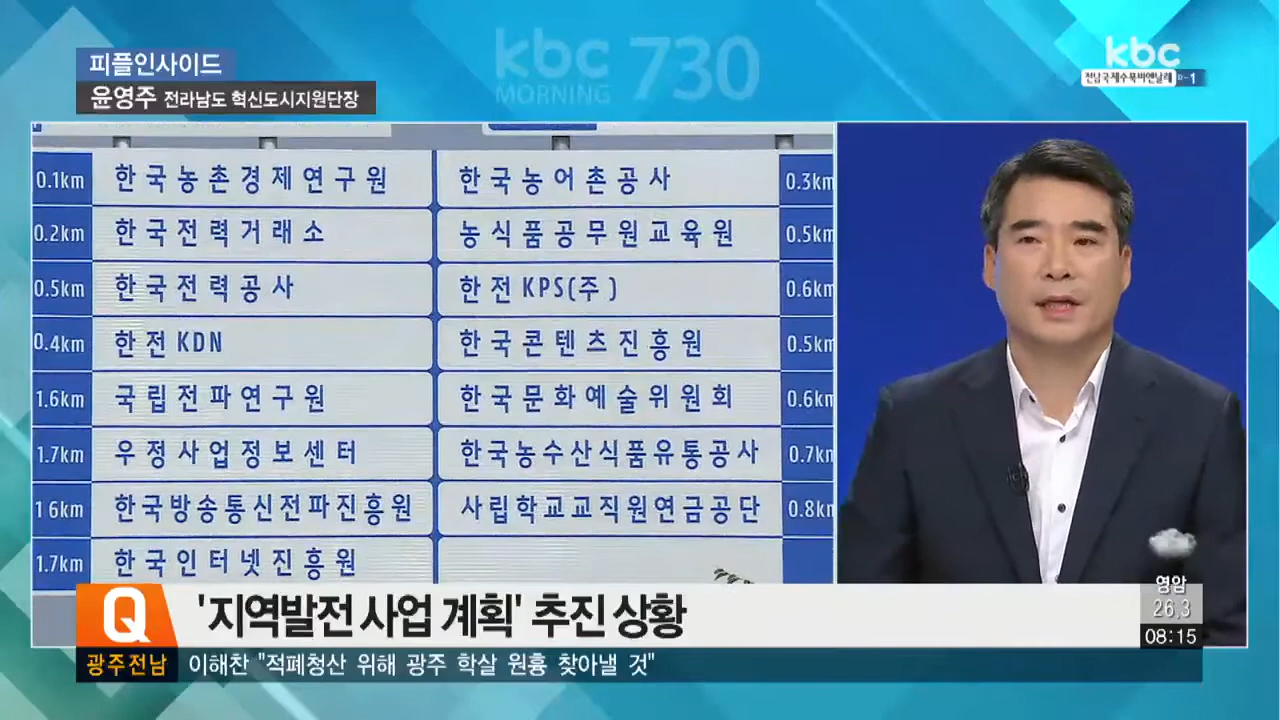 피플인사이드
윤영주 전라남도 혁신도시지원단장
kbc 730
MORNING
kbc
전남국제수묵비엔날레 D-1
0.1km 한국농촌경제연구원 한국농어촌공사 0.3km
0.2km 한국전력거래소 농식품공무원교육원 0.5km
0.5km 한국전력공사 한전KPS(주) 0.6km
0.4km 한전KDN 한국콘텐츠진흥원 0.5km
1.6km 국립전파연구원 한국문화예술위원회 0.6km
1.7km 우정사업정보센터 한국농수산식품유통공사 0.7km
1 6km 한국방송통신전파진흥원 사립학교교직원연금공단 0.8km
1.7km 한국인터넷진흥원
Q '지역발전 사업 계획' 추진 상황
영암
26.3
08:15
광주전남 이해찬 "적폐청산 위해 광주 학살 원흉 찾아낼 것"